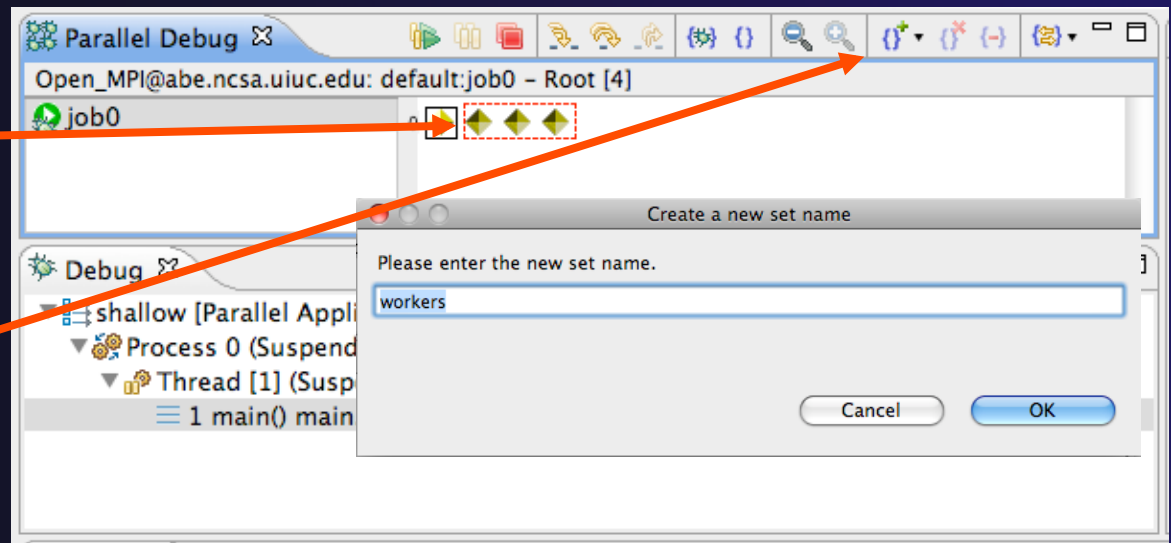 Parallel Debug
Open_MPI@abe.ncsa.uiuc.edu: default:job0 – Root [4]
job0
Create a new set name
Please enter the new set name.
workers
Cancel
OK
Debug
shallow [Parallel Appli
Process 0 (Suspend
Thread [1] (Susp
1 main() main